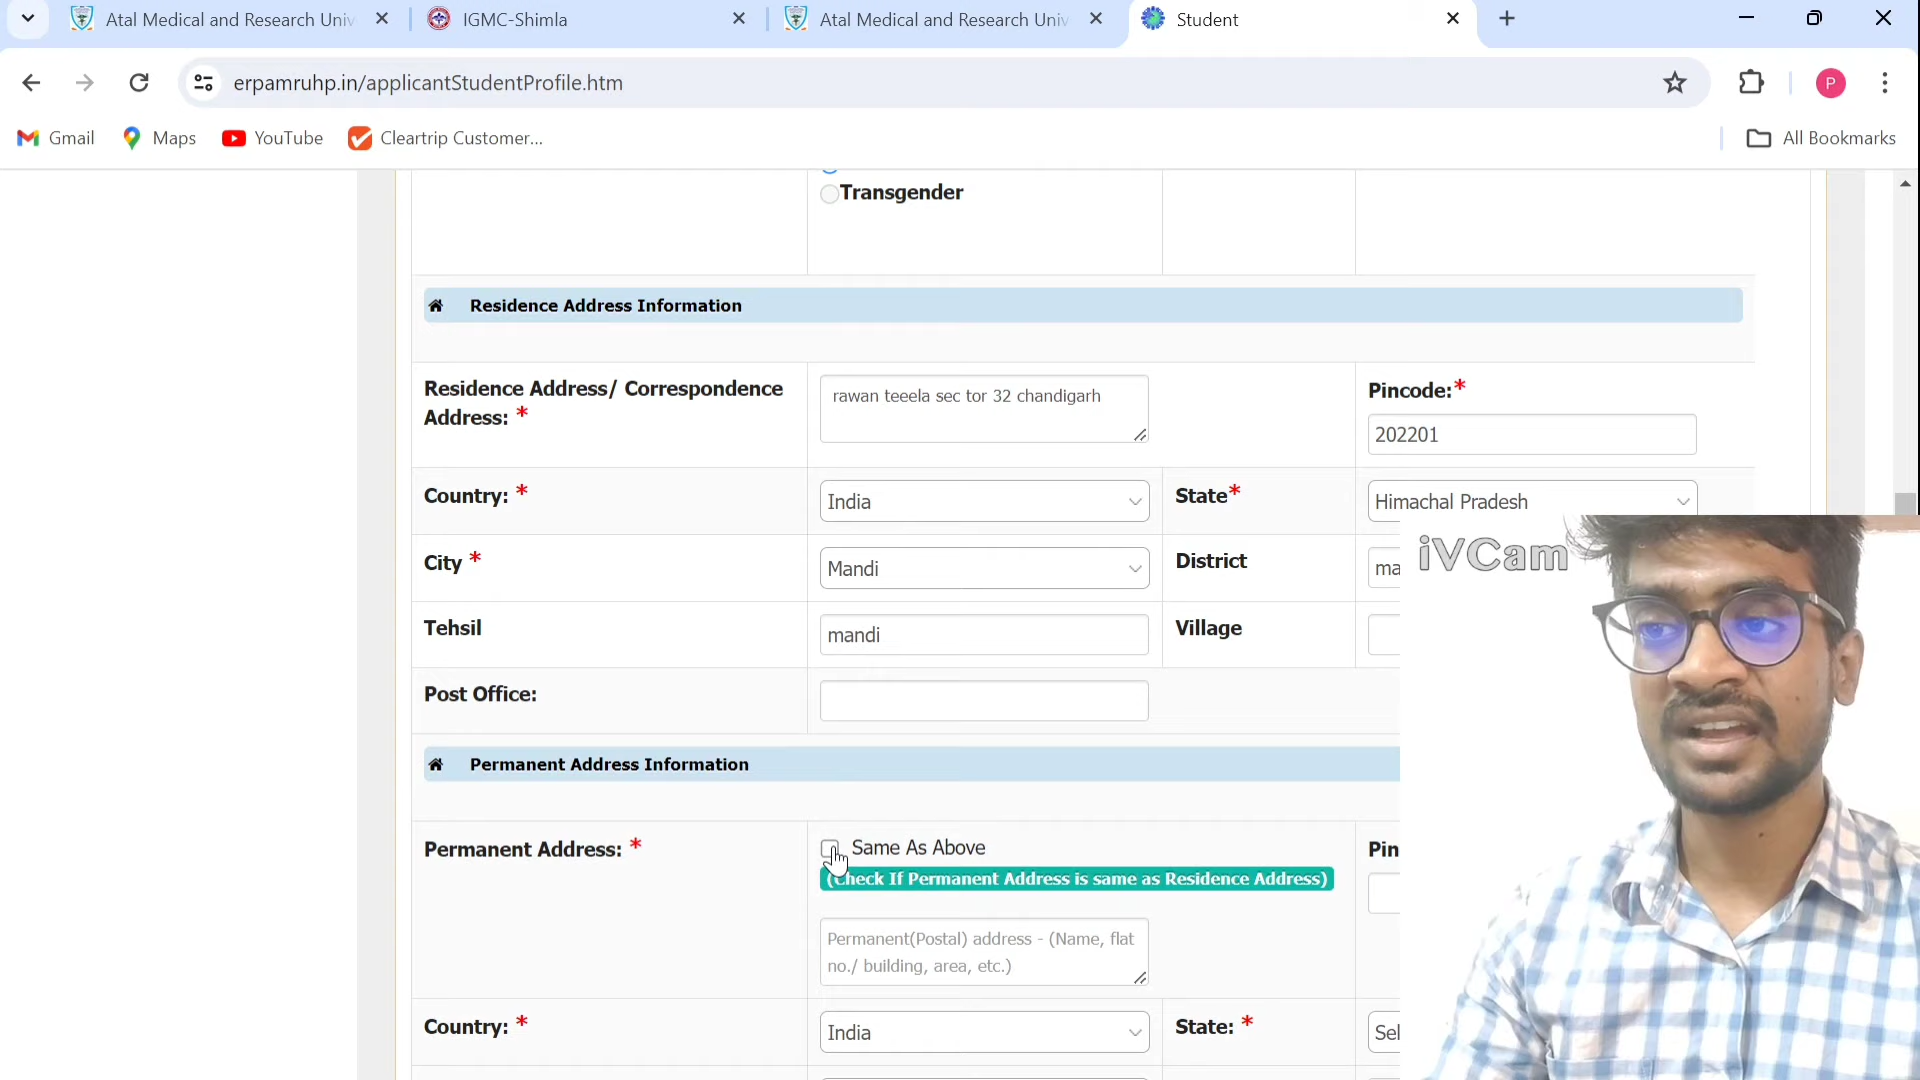 Atal Medical and Research Univ
IGMC-Shimla
Atal Medical and Research Univ
Student
erpamruhp.in/applicantStudentProfile.htm
P
Gmail
Maps
YouTube
Cleartrip Customer...
All Bookmarks
Transgender
Residence Address Information
Residence Address/ Correspondence
Address: *
rawan teeela sec tor 32 chandigarh
Pincode:*
202201
Country: *
India
State*
Himachal Pradesh
City *
Mandi
District
ma
Tehsil
mandi
Village
Post Office:
iVCam
Permanent Address Information
Permanent Address: *
Same As Above
(Check If Permanent Address is same as Residence Address)
Pin
Permanent(Postal) address - (Name, flat
no./ building, area, etc.)
Country: *
India
State: *
Sel